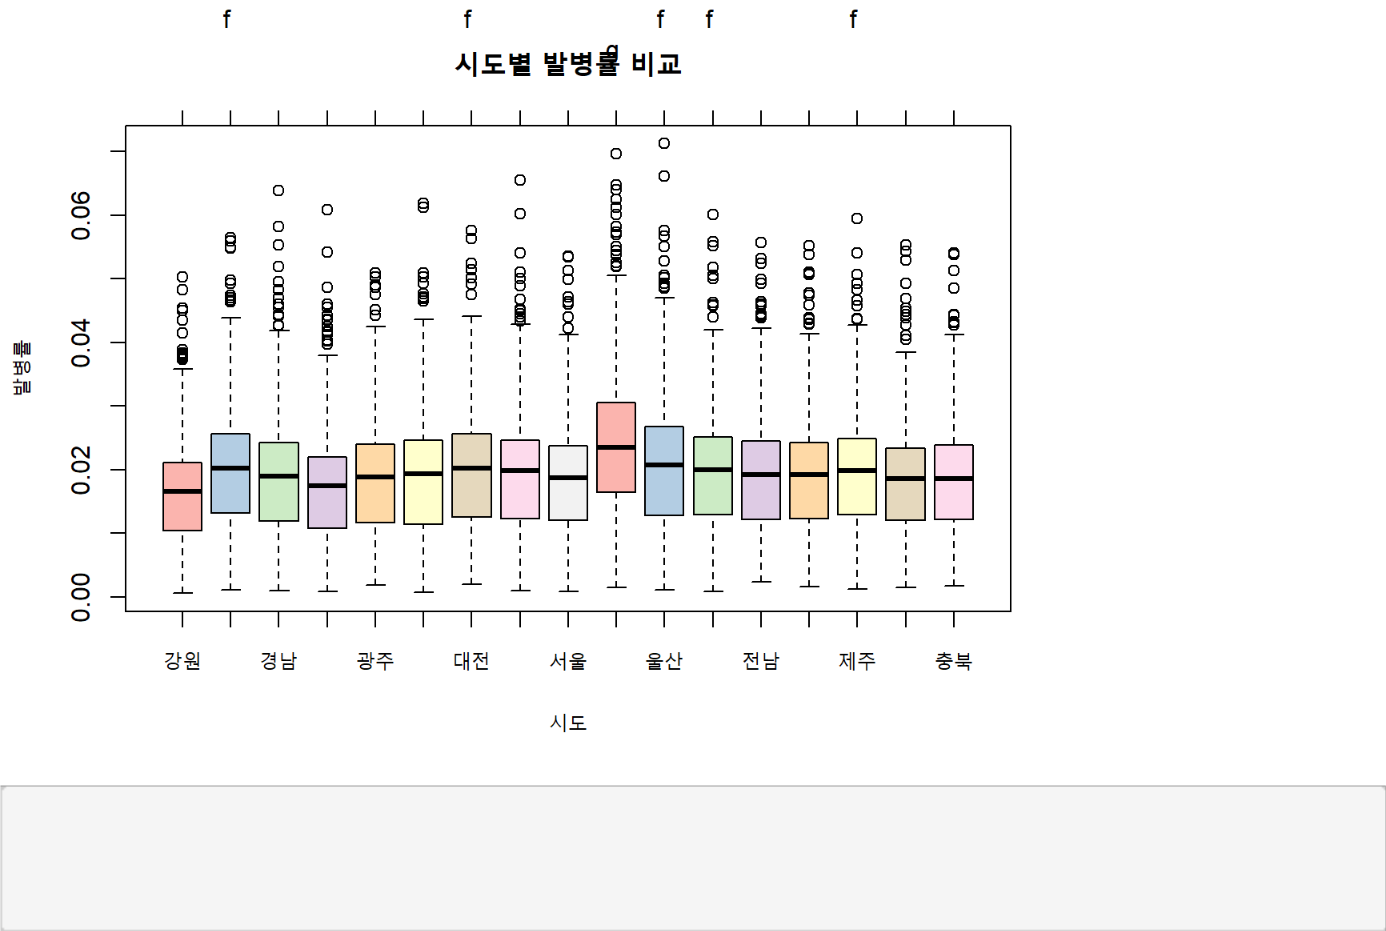 f f f f f
g
시도별 발병률 비교
0.06
0.04
0.02
0.00
발병률
강원 경남 광주 대전 서울 울산 전남 제주 충북
시도